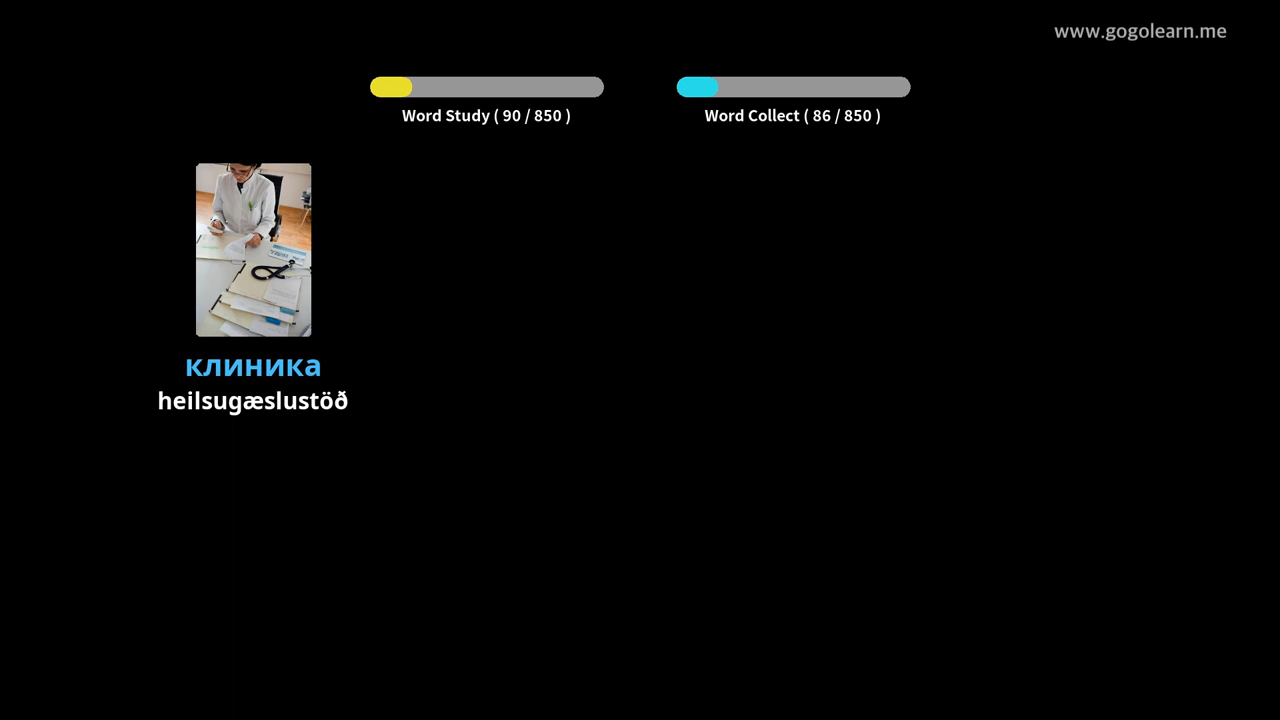 www.gogolearn.me
Word Study ( 90 / 850 )
Word Collect ( 86 / 850 )
клиника
heilsugæslustöð